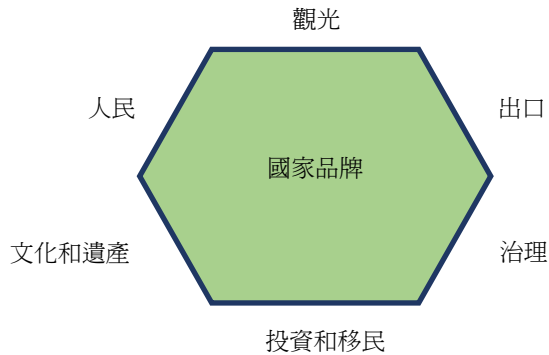 觀光
人民
出口
國家品牌
文化和遺產
治理
投資和移民